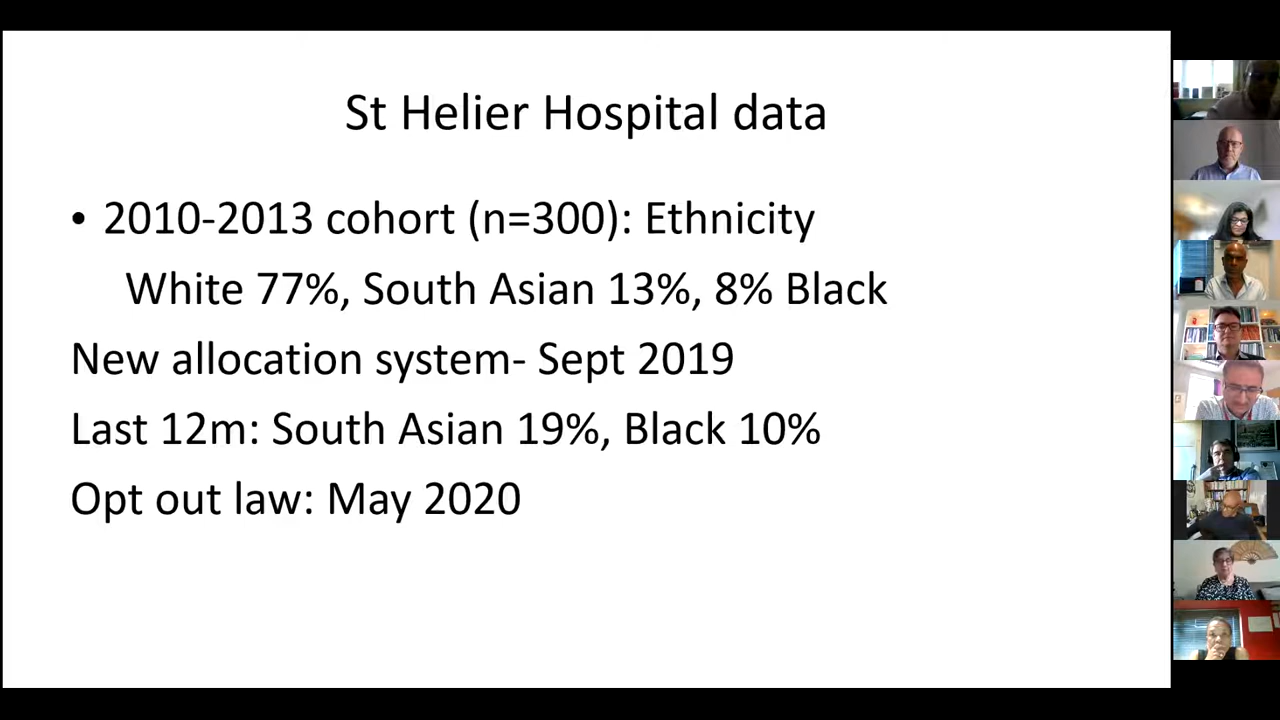 St Helier Hospital data
• 2010-2013 cohort (n=300): Ethnicity
White 77%, South Asian 13%, 8% Black
New allocation system- Sept 2019
Last 12m: South Asian 19%, Black 10%
Opt out law: May 2020